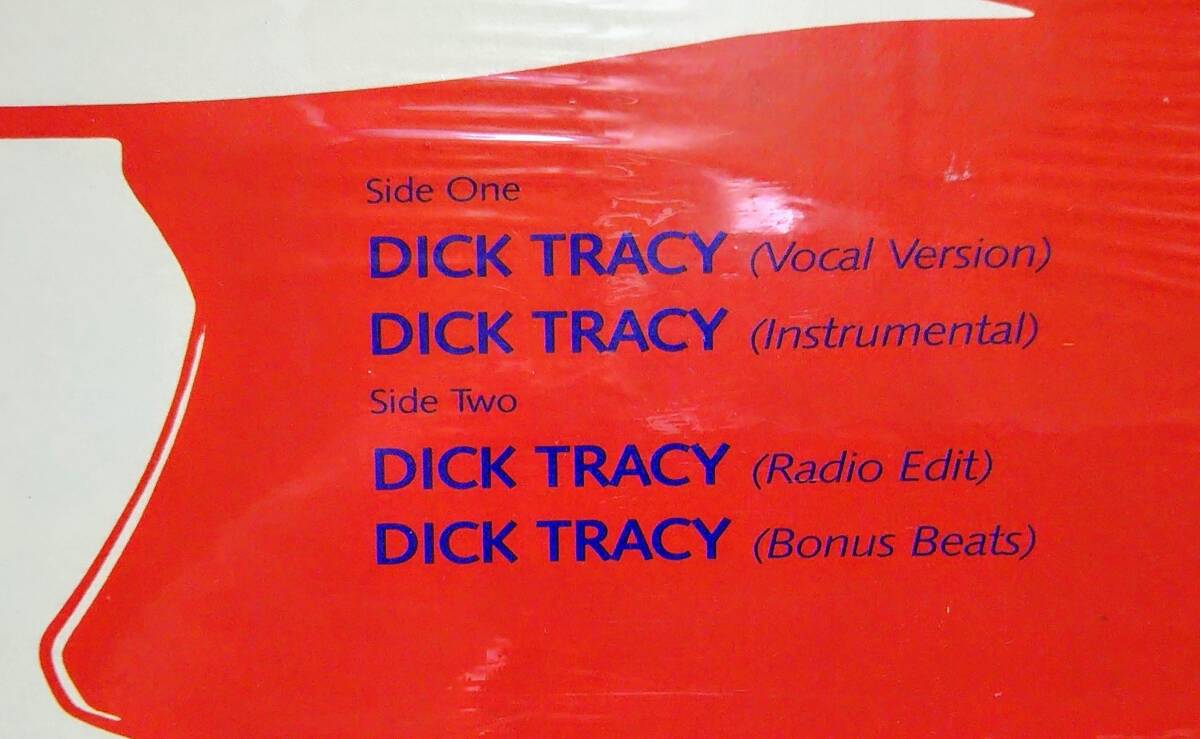 Side One
DICK TRACY (Vocal Version)
DICK TRACY (Instrumental)
Side Two
DICK TRACY (Radio Edit)
DICK TRACY (Bonus Beats)